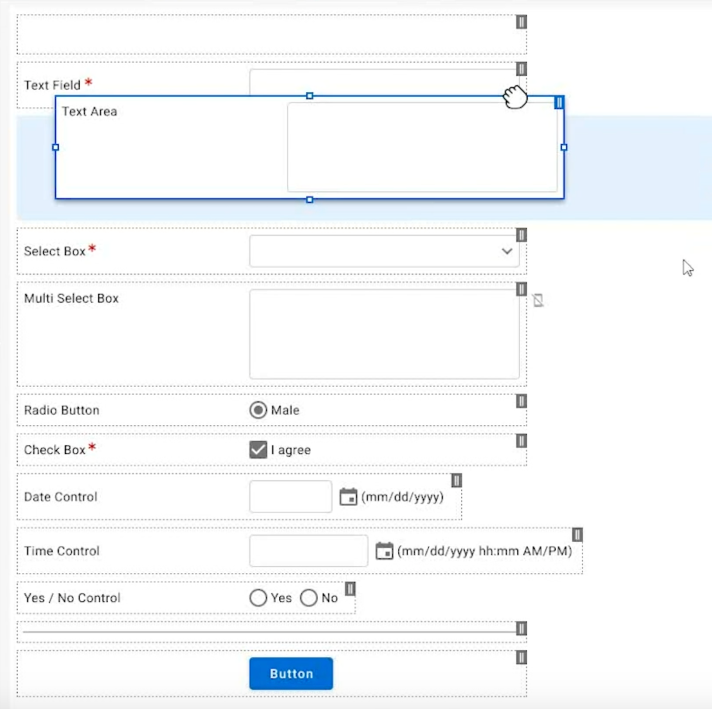 Text Field *
Text Area
Select Box *
Multi Select Box
Radio Button Male
Check Box * I agree
Date Control (mm/dd/yyyy)
Time Control (mm/dd/yyyy hh:mm AM/PM)
Yes / No Control Yes No
Button